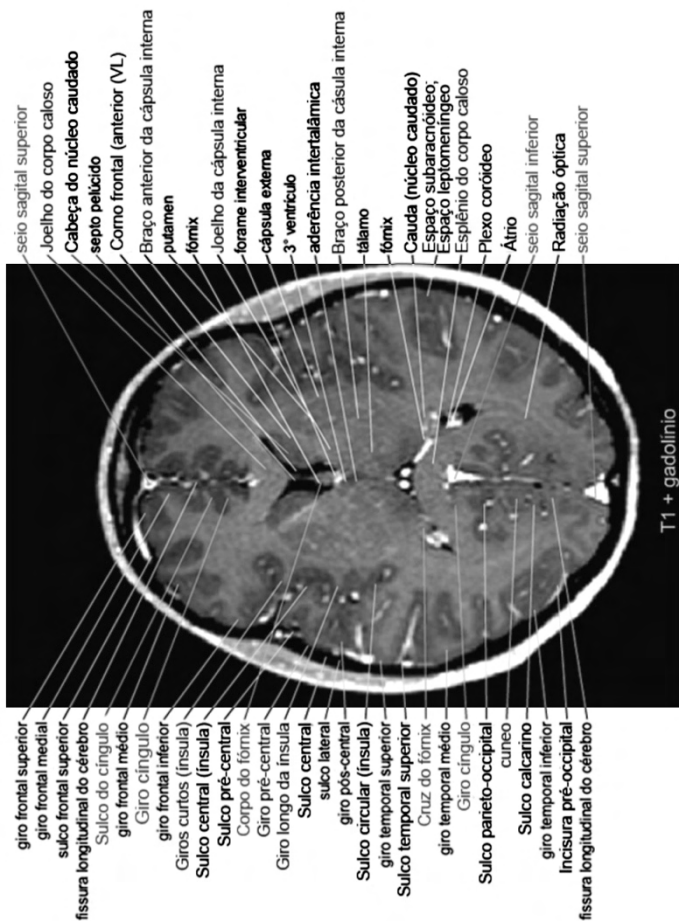 seio sagital superior
Joelho do corpo caloso
Cabeça do núcleo caudado
septo pelúcido
Corno frontal (anterior (VL)
Braço anterior da cápsula interna
putamen
fórnix
Joelho da cápsula interna
forame interventricular
cápsula externa
3° ventrículo
aderência intertalâmica
Braço posterior da cásula interna
tálamo
fórnix
Cauda (núcleo caudado)
Espaço subaracnóideo;
Espaço leptomeníngeo
Esplênio do corpo caloso
Plexo coróideo
Átrio
seio sagital inferior
Radiação óptica
seio sagital superior
giro frontal superior
giro frontal medial
sulco frontal superior
fissura longitudinal do cérebro
Sulco do cíngulo
giro frontal médio
Giro cíngulo
giro frontal inferior
Giros curtos (ínsula)
Sulco central (ínsula)
Sulco pré-central
Corpo do fórnix
Giro pré-central
Giro longo da ínsula
Sulco central
sulco lateral
giro pós-central
Sulco circular (ínsula)
giro temporal superior
Sulco temporal superior
Cruz do fórnix
giro temporal médio
Giro cíngulo
Sulco parieto-occipital
cuneo
Sulco calcarino
giro temporal inferior
Incisura pré-occipital
fissura longitudinal do cérebro
T1 + gadolínio